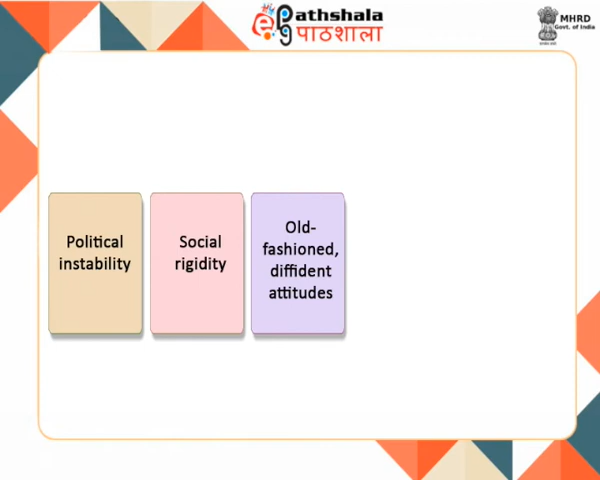 Pathshala
पाठशाला
MHRD
Govt. of India
Political
instability
Social
rigidity
Old-
fashioned,
diffident
attitudes